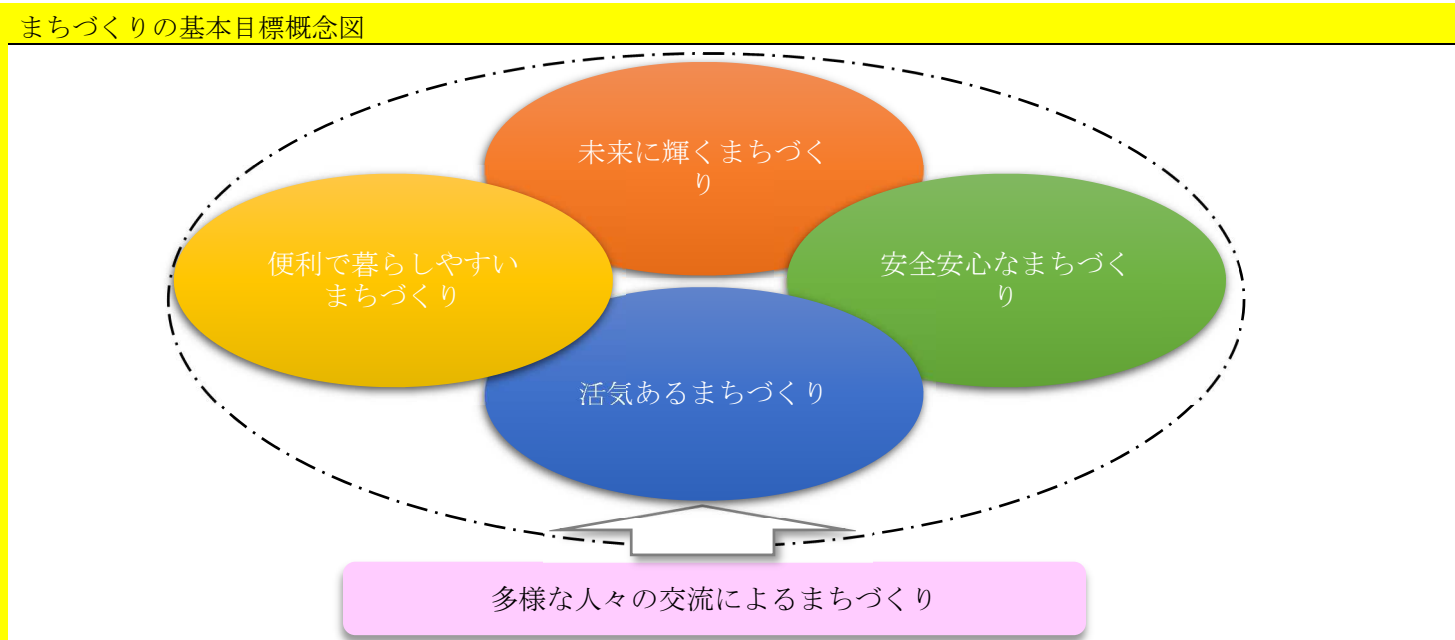 まちづくりの基本目標概念図
未来に輝くまちづく
り
便利で暮らしやすい
まちづくり
安全安心なまちづく
り
活気あるまちづくり
多様な人々の交流によるまちづくり